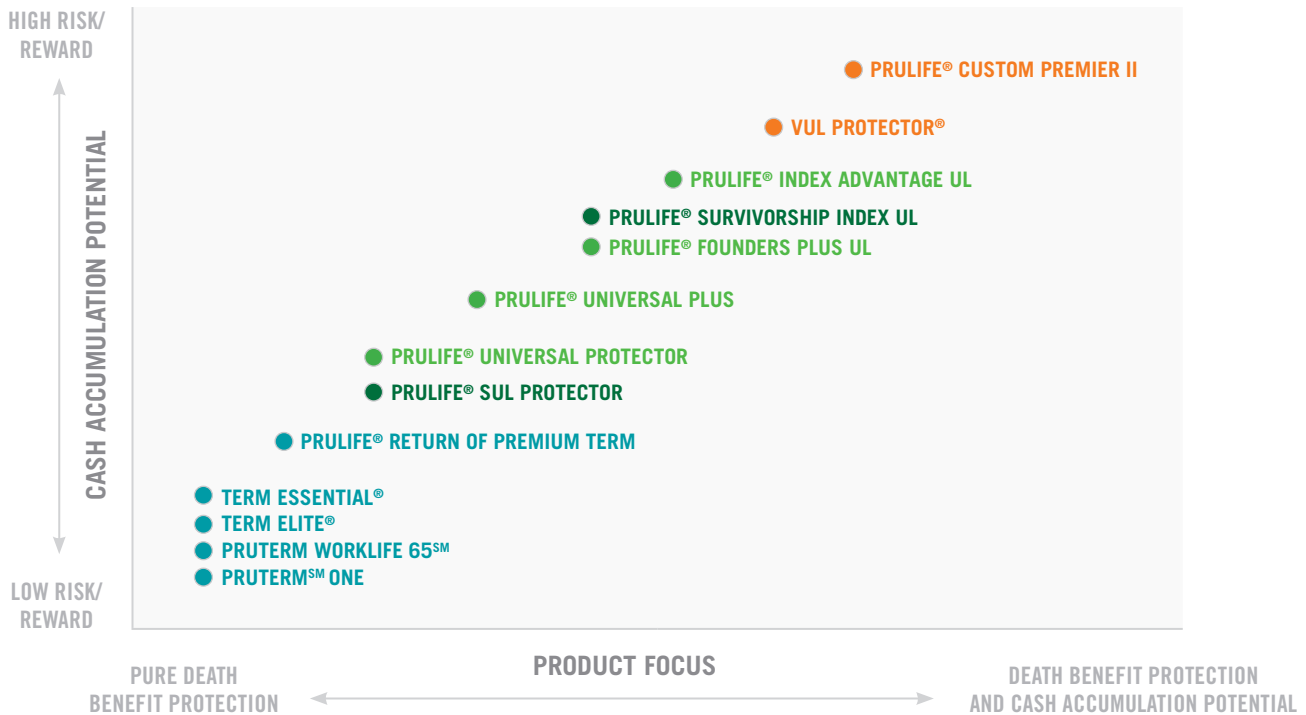 HIGH RISK/
REWARD
CASH ACCUMULATION POTENTIAL
LOW RISK/
REWARD
PRULIFE® CUSTOM PREMIER II
VUL PROTECTOR®
PRULIFE® INDEX ADVANTAGE UL
PRULIFE® SURVIVORSHIP INDEX UL
PRULIFE® FOUNDERS PLUS UL
PRULIFE® UNIVERSAL PLUS
PRULIFE® UNIVERSAL PROTECTOR
PRULIFE® SUL PROTECTOR
PRULIFE® RETURN OF PREMIUM TERM
TERM ESSENTIAL®
TERM ELITE®
PRUTERM WORKLIFE 65℠
PRUTERM℠ ONE
PRODUCT FOCUS
PURE DEATH
BENEFIT PROTECTION
DEATH BENEFIT PROTECTION
AND CASH ACCUMULATION POTENTIAL